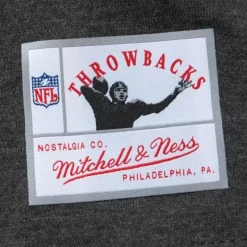 THROWBACKS
NFL
NOSTALGIA CO.
Mitchell & Ness
PHILADELPHIA, PA.